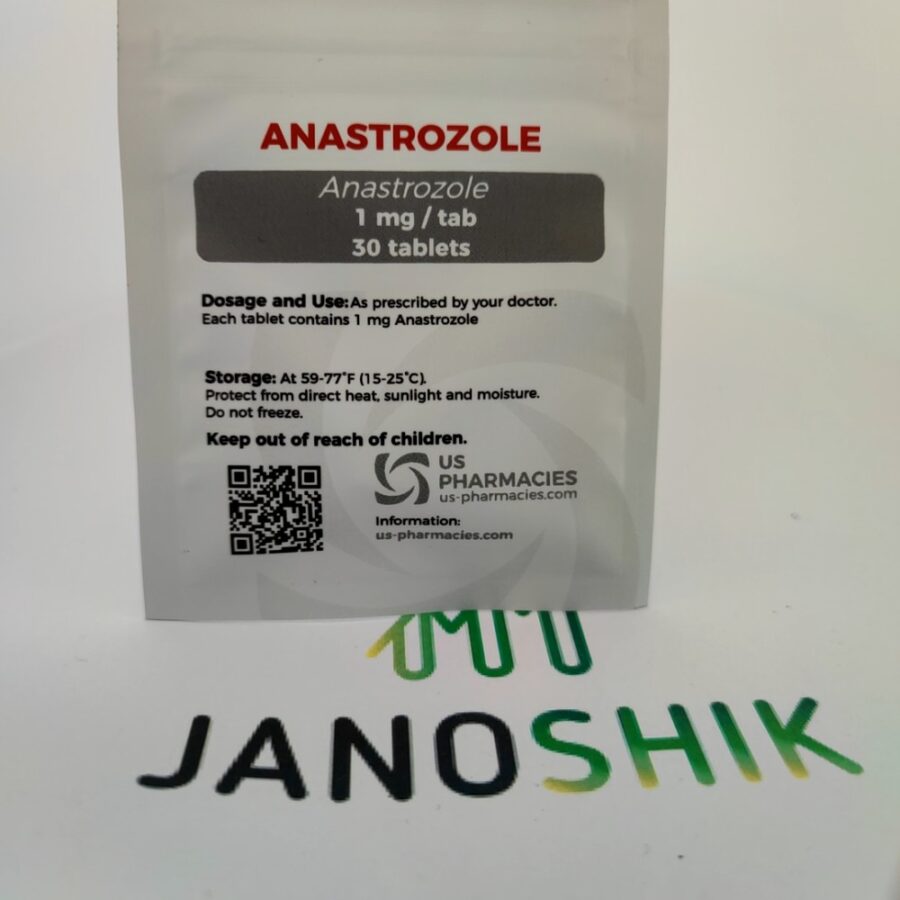 ANASTROZOLE
Anastrozole
1 mg / tab
30 tablets
Dosage and Use: As prescribed by your doctor.
Each tablet contains 1 mg Anastrozole
Storage: At 59-77°F (15-25°C).
Protect from direct heat, sunlight and moisture.
Do not freeze.
Keep out of reach of children.
US
PHARMACIES
us-pharmacies.com
Information:
us-pharmacies.com
JANOSHIK